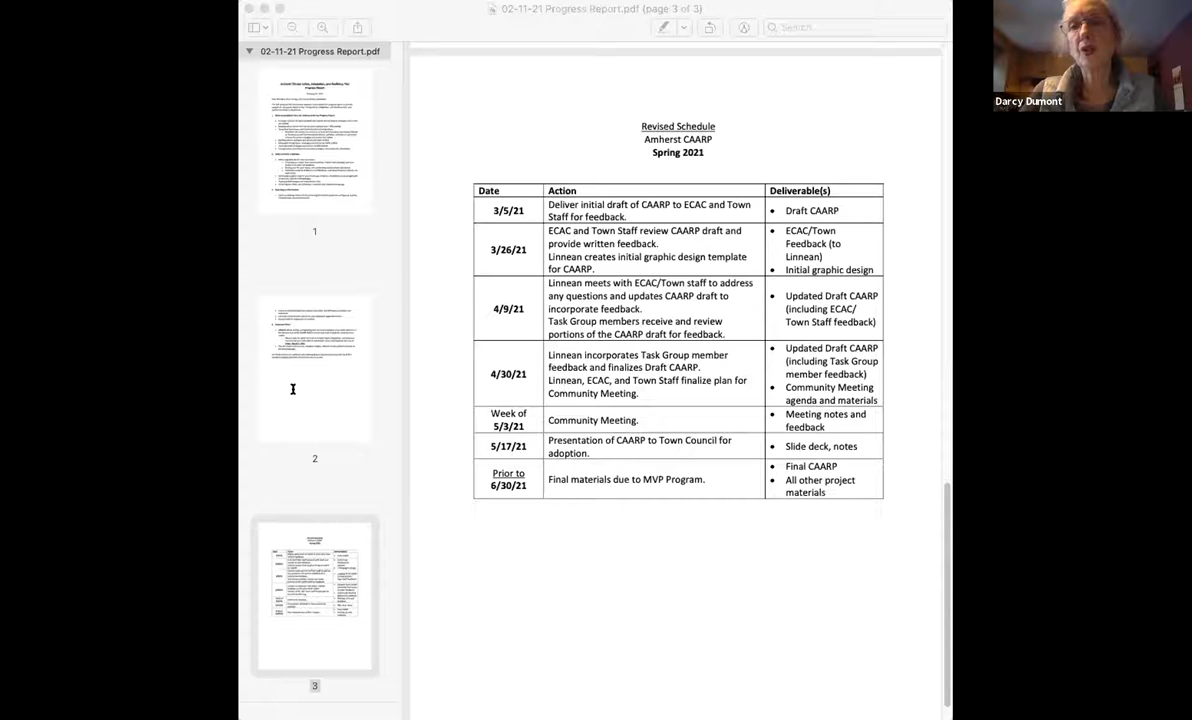 02-11-21 Progress Report.pdf (page 3 of 3)
Search
02-11-21 Progress Report.pdf
1
2
3
Revised Schedule
Amherst CAARP
Spring 2021
Date Action Deliverable(s)
3/5/21
Deliver initial draft of CAARP to ECAC and Town
Staff for feedback.
• Draft CAARP
3/26/21
ECAC and Town Staff review CAARP draft and
provide written feedback.
Linnean creates initial graphic design template
for CAARP.
• ECAC/Town
Feedback (to
Linnean)
• Initial graphic design
4/9/21
Linnean meets with ECAC/Town staff to address
any questions and updates CAARP draft to
incorporate feedback.
Task Group members receive and review
portions of the CAARP draft for feedback.
• Updated Draft CAARP
(including ECAC/
Town Staff feedback)
4/30/21
Linnean incorporates Task Group member
feedback and finalizes Draft CAARP.
Linnean, ECAC, and Town Staff finalize plan for
Community Meeting.
• Updated Draft CAARP
(including Task Group
member feedback)
• Community Meeting
agenda and materials
Week of
5/3/21
Community Meeting.
• Meeting notes and
feedback
5/17/21
Presentation of CAARP to Town Council for
adoption.
• Slide deck, notes
Prior to
6/30/21
Final materials due to MVP Program.
• Final CAARP
• All other project
materials
Darcy Dumont